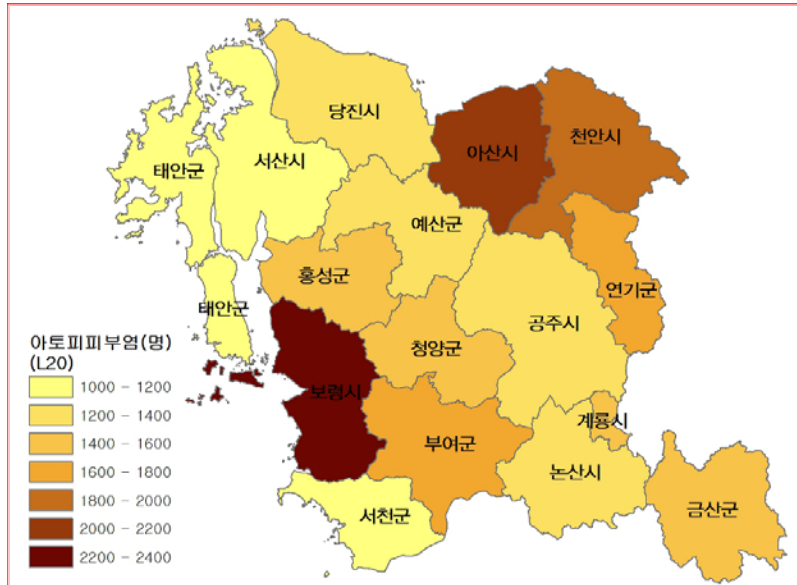 당진시
아산시
천안시
태안군
서산시
예산군
홍성군
연기군
태안군
공주시
청양군
보령시
계룡시
부여군
논산시
금산군
서천군
아토피피부염(명)
(L20)
1000 - 1200
1200 - 1400
1400 - 1600
1600 - 1800
1800 - 2000
2000 - 2200
2200 - 2400